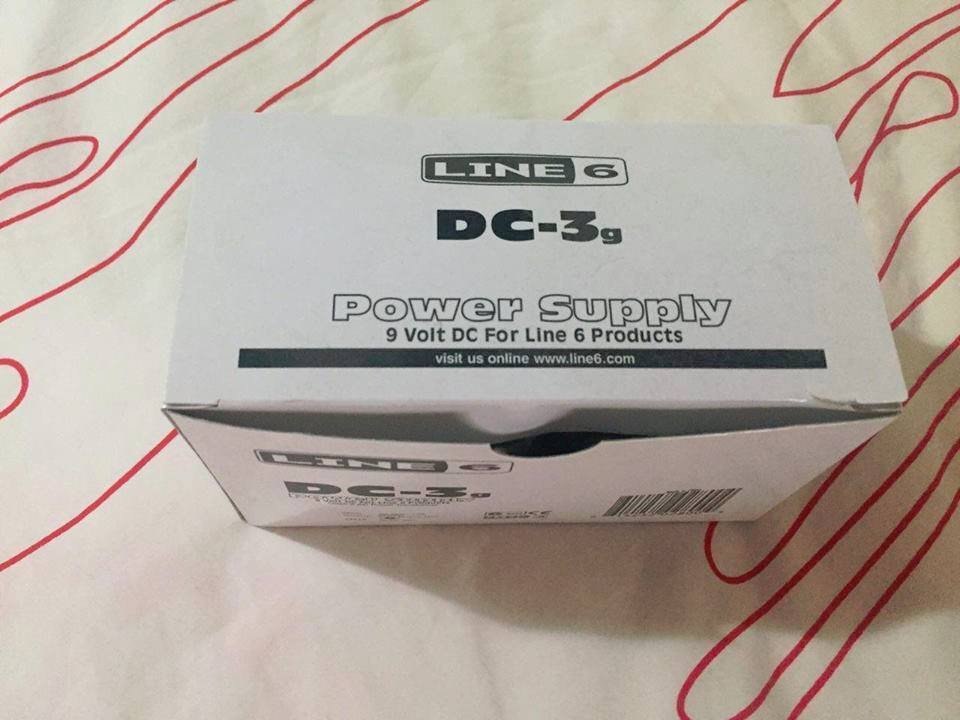 LINE 6
DC-3g
Power Supply
9 Volt DC For Line 6 Products
visit us online www.line6.com
LINE 6
DC-3g